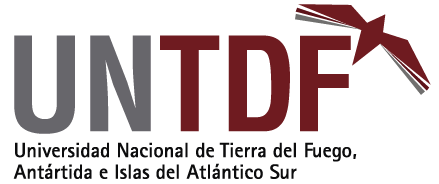 UNTDF
Universidad Nacional de Tierra del Fuego,
Antártida e Islas del Atlántico Sur